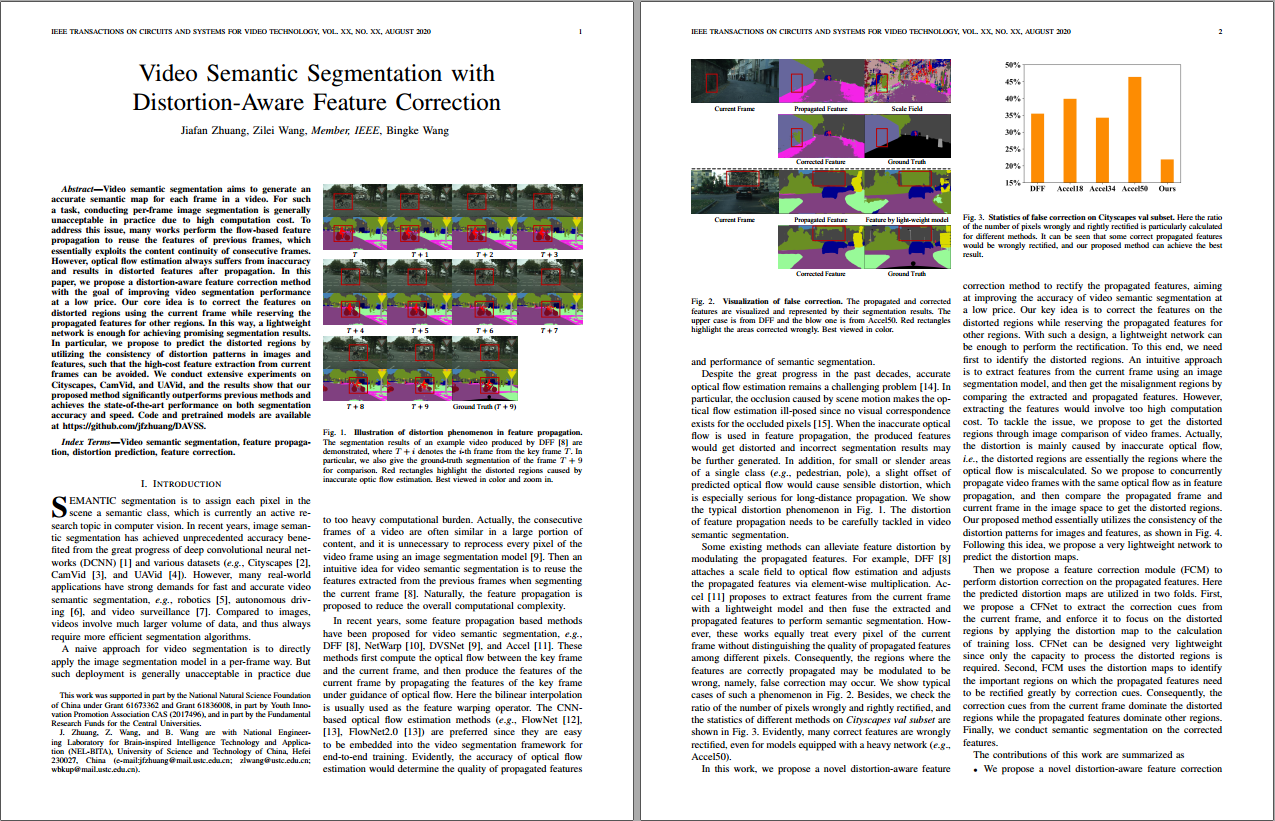 IEEE TRANSACTIONS ON CIRCUITS AND SYSTEMS FOR VIDEO TECHNOLOGY, VOL. XX, NO. XX, AUGUST 2020 1
Video Semantic Segmentation with
Distortion-Aware Feature Correction
Jiafan Zhuang, Zilei Wang, Member, IEEE, Bingke Wang
Abstract—Video semantic segmentation aims to generate an
accurate semantic map for each frame in a video. For such
a task, conducting per-frame image segmentation is generally
unacceptable in practice due to high computation cost. To
address this issue, many works perform the flow-based feature
propagation to reuse the features of previous frames, which
essentially exploits the content continuity of consecutive frames.
However, optical flow estimation always suffers from inaccuracy
and results in distorted features after propagation. In this
paper, we propose a distortion-aware feature correction method
with the goal of improving video segmentation performance
at a low price. Our core idea is to correct the features on
distorted regions using the current frame while reserving the
propagated features for other regions. In this way, a lightweight
network is enough for achieving promising segmentation results.
In particular, we propose to predict the distorted regions by
utilizing the consistency of distortion patterns in images and
features, such that the high-cost feature extraction from current
frames can be avoided. We conduct extensive experiments on
Cityscapes, CamVid, and UAVid, and the results show that our
proposed method significantly outperforms previous methods and
achieves the state-of-the-art performance on both segmentation
accuracy and speed. Code and pretrained models are available
at https://github.com/jfzhuang/DAVSS.
Index Terms—Video semantic segmentation, feature propaga-
tion, distortion prediction, feature correction.
I. INTRODUCTION
SEMANTIC segmentation is to assign each pixel in the
scene a semantic class, which is currently an active re-
search topic in computer vision. In recent years, image seman-
tic segmentation has achieved unprecedented accuracy bene-
fited from the great progress of deep convolutional neural net-
works (DCNN) [1] and various datasets (e.g., Cityscapes [2],
CamVid [3], and UAVid [4]). However, many real-world
applications have strong demands for fast and accurate video
semantic segmentation, e.g., robotics [5], autonomous driv-
ing [6], and video surveillance [7]. Compared to images,
videos involve much larger volume of data, and thus always
require more efficient segmentation algorithms.
A naive approach for video segmentation is to directly
apply the image segmentation model in a per-frame way. But
such deployment is generally unacceptable in practice due
This work was supported in part by the National Natural Science Foundation
of China under Grant 61673362 and Grant 61836008, in part by Youth Inno-
vation Promotion Association CAS (2017496), and in part by the Fundamental
Research Funds for the Central Universities.
J. Zhuang, Z. Wang, and B. Wang are with National Engineer-
ing Laboratory for Brain-inspired Intelligence Technology and Applica-
tion (NEL-BITA), University of Science and Technology of China, Hefei
230027, China (e-mail:jfzhuang@mail.ustc.edu.cn; zlwang@ustc.edu.cn;
wbkup@mail.ustc.edu.cn).
T T + 1 T + 2 T + 3
T + 4 T + 5 T + 6 T + 7
T + 8 T + 9 Ground Truth (T + 9)
Fig. 1. Illustration of distortion phenomenon in feature propagation.
The segmentation results of an example video produced by DFF [8] are
demonstrated, where T + i denotes the i-th frame from the key frame T. In
particular, we also give the ground-truth segmentation of the frame T + 9
for comparison. Red rectangles highlight the distorted regions caused by
inaccurate optic flow estimation. Best viewed in color and zoom in.
to too heavy computational burden. Actually, the consecutive
frames of a video are often similar in a large portion of
content, and it is unnecessary to reprocess every pixel of the
video frame using an image segmentation model [9]. Then an
intuitive idea for video semantic segmentation is to reuse the
features extracted from the previous frames when segmenting
the current frame [8]. Naturally, the feature propagation is
proposed to reduce the overall computational complexity.
In recent years, some feature propagation based methods
have been proposed for video semantic segmentation, e.g.,
DFF [8], NetWarp [10], DVSNet [9], and Accel [11]. These
methods first compute the optical flow between the key frame
and the current frame, and then produce the features of the
current frame by propagating the features of the key frame
under guidance of optical flow. Here the bilinear interpolation
is usually used as the feature warping operator. The CNN-
based optical flow estimation methods (e.g., FlowNet [12],
[13], FlowNet2.0 [13]) are preferred since they are easy
to be embedded into the video segmentation framework for
end-to-end training. Evidently, the accuracy of optical flow
estimation would determine the quality of propagated features
IEEE TRANSACTIONS ON CIRCUITS AND SYSTEMS FOR VIDEO TECHNOLOGY, VOL. XX, NO. XX, AUGUST 2020 2
Current Frame Propagated Feature Scale Field
Corrected Feature Ground Truth
Current Frame Propagated Feature Feature by light-weight model
Corrected Feature Ground Truth
Fig. 2. Visualization of false correction. The propagated and corrected
features are visualized and represented by their segmentation results. The
upper case is from DFF and the blow one is from Accel50. Red rectangles
highlight the areas corrected wrongly. Best viewed in color.
and performance of semantic segmentation.
Despite the great progress in the past decades, accurate
optical flow estimation remains a challenging problem [14]. In
particular, the occlusion caused by scene motion makes the op-
tical flow estimation ill-posed since no visual correspondence
exists for the occluded pixels [15]. When the inaccurate optical
flow is used in feature propagation, the produced features
would get distorted and incorrect segmentation results may
be further generated. In addition, for small or slender areas
of a single class (e.g., pedestrian, pole), a slight offset of
predicted optical flow would cause sensible distortion, which
is especially serious for long-distance propagation. We show
the typical distortion phenomenon in Fig. 1. The distortion
of feature propagation needs to be carefully tackled in video
semantic segmentation.
Some existing methods can alleviate feature distortion by
modulating the propagated features. For example, DFF [8]
attaches a scale field to optical flow estimation and adjusts
the propagated features via element-wise multiplication. Ac-
cel [11] proposes to extract features from the current frame
with a lightweight model and then fuse the extracted and
propagated features to perform semantic segmentation. How-
ever, these works equally treat every pixel of the current
frame without distinguishing the quality of propagated features
among different pixels. Consequently, the regions where the
features are correctly propagated may be modulated to be
wrong, namely, false correction may occur. We show typical
cases of such a phenomenon in Fig. 2. Besides, we check the
ratio of the number of pixels wrongly and rightly rectified, and
the statistics of different methods on Cityscapes val subset are
shown in Fig. 3. Evidently, many correct features are wrongly
rectified, even for models equipped with a heavy network (e.g.,
Accel50).
In this work, we propose a novel distortion-aware feature
50%
45%
40%
35%
30%
25%
20%
15%
DFF Accel18 Accel34 Accel50 Ours
Fig. 3. Statistics of false correction on Cityscapes val subset. Here the ratio
of the number of pixels wrongly and rightly rectified is particularly calculated
for different methods. It can be seen that some correct propagated features
would be wrongly rectified, and our proposed method can achieve the best
result.
correction method to rectify the propagated features, aiming
at improving the accuracy of video semantic segmentation at
a low price. Our key idea is to correct the features on the
distorted regions while reserving the propagated features for
other regions. With such a design, a lightweight network can
be enough to perform the rectification. To this end, we need
first to identify the distorted regions. An intuitive approach
is to extract features from the current frame using an image
segmentation model, and then get the misalignment regions by
comparing the extracted and propagated features. However,
extracting the features would involve too high computation
cost. To tackle the issue, we propose to get the distorted
regions through image comparison of video frames. Actually,
the distortion is mainly caused by inaccurate optical flow,
i.e., the distorted regions are essentially the regions where the
optical flow is miscalculated. So we propose to concurrently
propagate video frames with the same optical flow as in feature
propagation, and then compare the propagated frame and
current frame in the image space to get the distorted regions.
Our proposed method essentially utilizes the consistency of the
distortion patterns for images and features, as shown in Fig. 4.
Following this idea, we propose a very lightweight network to
predict the distortion maps.
Then we propose a feature correction module (FCM) to
perform distortion correction on the propagated features. Here
the predicted distortion maps are utilized in two folds. First,
we propose a CFNet to extract the correction cues from
the current frame, and enforce it to focus on the distorted
regions by applying the distortion map to the calculation
of training loss. CFNet can be designed very lightweight
since only the capacity to process the distorted regions is
required. Second, FCM uses the distortion maps to identify
the important regions on which the propagated features need
to be rectified greatly by correction cues. Consequently, the
correction cues from the current frame dominate the distorted
regions while the propagated features dominate other regions.
Finally, we conduct semantic segmentation on the corrected
features.
The contributions of this work are summarized as
• We propose a novel distortion-aware feature correction